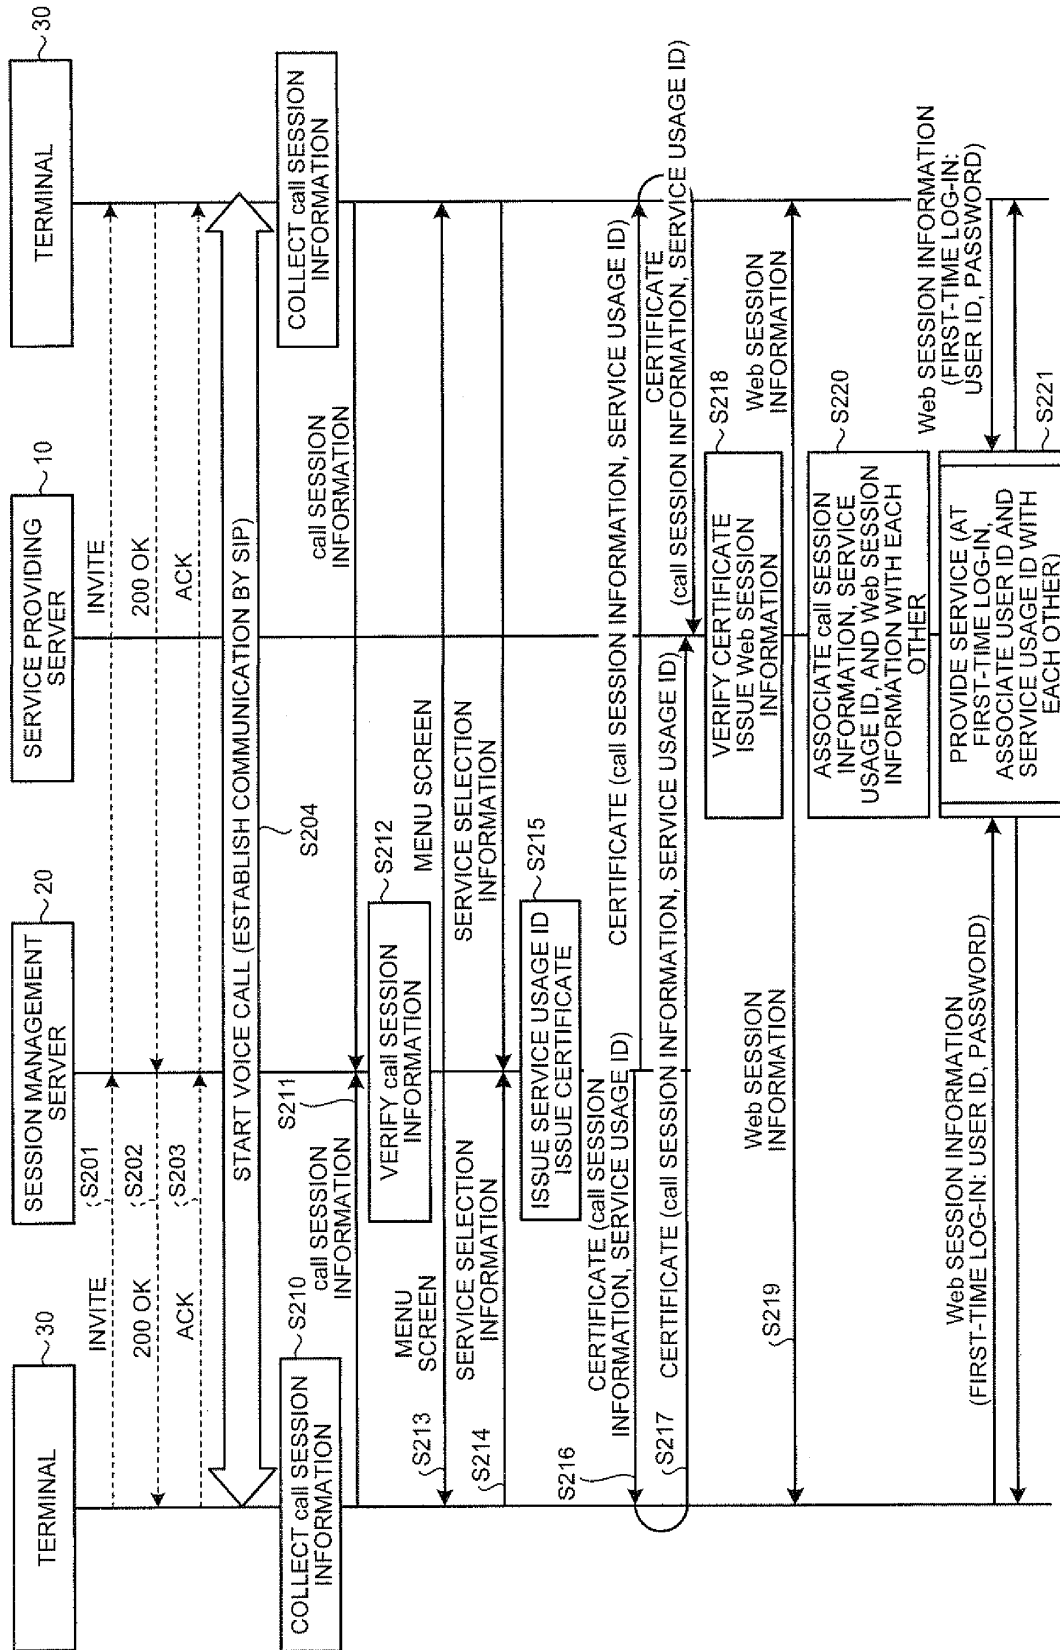 TERMINAL
30
SESSION MANAGEMENT
SERVER
20
SERVICE PROVIDING
SERVER
10
TERMINAL
30
INVITE
S201
INVITE
200 OK
S202
200 OK
ACK
S203
ACK
START VOICE CALL (ESTABLISH COMMUNICATION BY SIP)
S204
COLLECT call SESSION
INFORMATION
S210
COLLECT call SESSION
INFORMATION
call SESSION
INFORMATION
S211
call SESSION
INFORMATION
VERIFY call SESSION
INFORMATION
S212
MENU
SCREEN
S213
MENU SCREEN
SERVICE SELECTION
INFORMATION
S214
SERVICE SELECTION
INFORMATION
ISSUE SERVICE USAGE ID
ISSUE CERTIFICATE
S215
CERTIFICATE (call SESSION
INFORMATION, SERVICE USAGE ID)
S216
CERTIFICATE (call SESSION INFORMATION, SERVICE USAGE ID)
S217
CERTIFICATE (call SESSION INFORMATION, SERVICE USAGE ID)
CERTIFICATE
(call SESSION INFORMATION, SERVICE USAGE ID)
VERIFY CERTIFICATE
ISSUE Web SESSION
INFORMATION
S218
Web SESSION
INFORMATION
S219
Web SESSION
INFORMATION
ASSOCIATE call SESSION
INFORMATION, SERVICE
USAGE ID, AND Web SESSION
INFORMATION WITH EACH
OTHER
S220
Web SESSION INFORMATION
(FIRST-TIME LOG-IN: USER ID, PASSWORD)
Web SESSION INFORMATION
(FIRST-TIME LOG-IN:
USER ID, PASSWORD)
PROVIDE SERVICE (AT
FIRST-TIME LOG-IN,
ASSOCIATE USER ID AND
SERVICE USAGE ID WITH
EACH OTHER)
S221